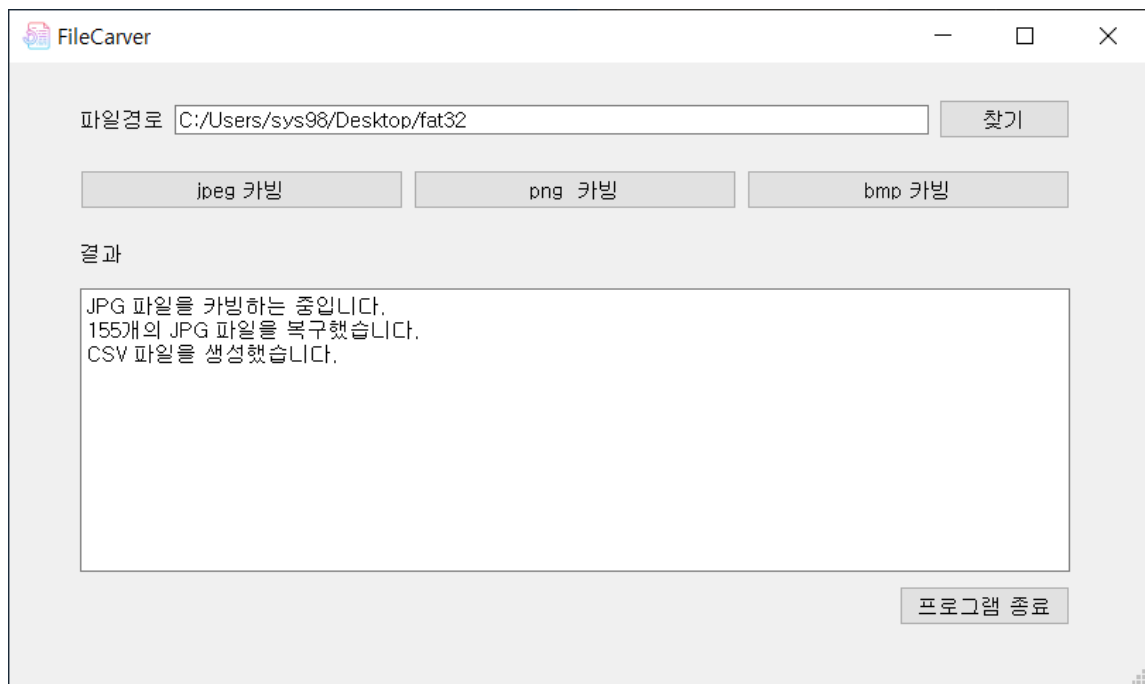 FileCarver
파일경로 C:/Users/sys98/Desktop/fat32 찾기
jpeg 카빙 png 카빙 bmp 카빙
결과
JPG 파일을 카빙하는 중입니다.
155개의 JPG 파일을 복구했습니다.
CSV 파일을 생성했습니다.
프로그램 종료